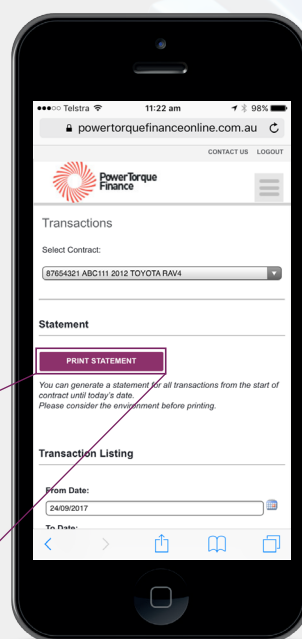 Telstra 11:22 am 98%
powertorquefinanceonline.com.au
CONTACT US LOGOUT
PowerTorque
Finance
Transactions
Select Contract:
87654321 ABC111 2012 TOYOTA RAV4
Statement
PRINT STATEMENT
You can generate a statement for all transactions from the start of
contract until today's date.
Please consider the environment before printing.
Transaction Listing
From Date:
24/09/2017
To Date: